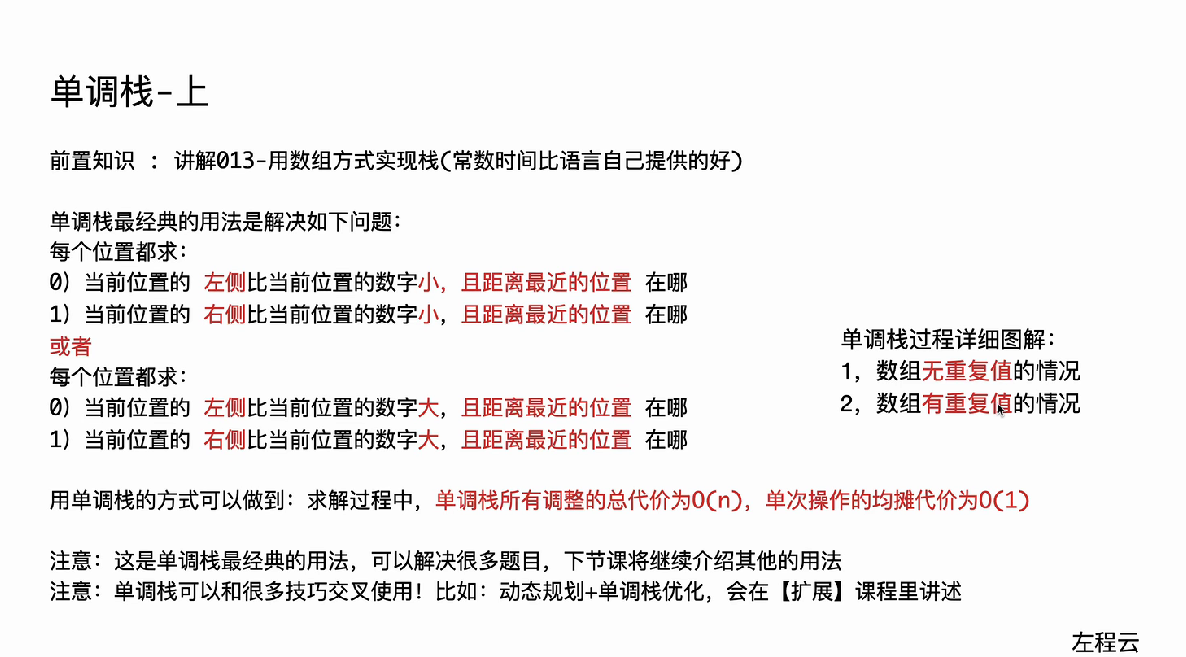 单调栈-上
前置知识 : 讲解013-用数组方式实现栈(常数时间比语言自己提供的好)
单调栈最经典的用法是解决如下问题：
每个位置都求：
0) 当前位置的 左侧比当前位置的数字小，且距离最近的位置 在哪
1) 当前位置的 右侧比当前位置的数字小，且距离最近的位置 在哪
或者
每个位置都求：
0) 当前位置的 左侧比当前位置的数字大，且距离最近的位置 在哪
1) 当前位置的 右侧比当前位置的数字大，且距离最近的位置 在哪
单调栈过程详细图解：
1，数组无重复值的情况
2，数组有重复值的情况
用单调栈的方式可以做到：求解过程中，单调栈所有调整的总代价为O(n)，单次操作的均摊代价为O(1)
注意：这是单调栈最经典的用法，可以解决很多题目，下节课将继续介绍其他的用法
注意：单调栈可以和很多技巧交叉使用！比如：动态规划+单调栈优化，会在【扩展】课程里讲述
左程云